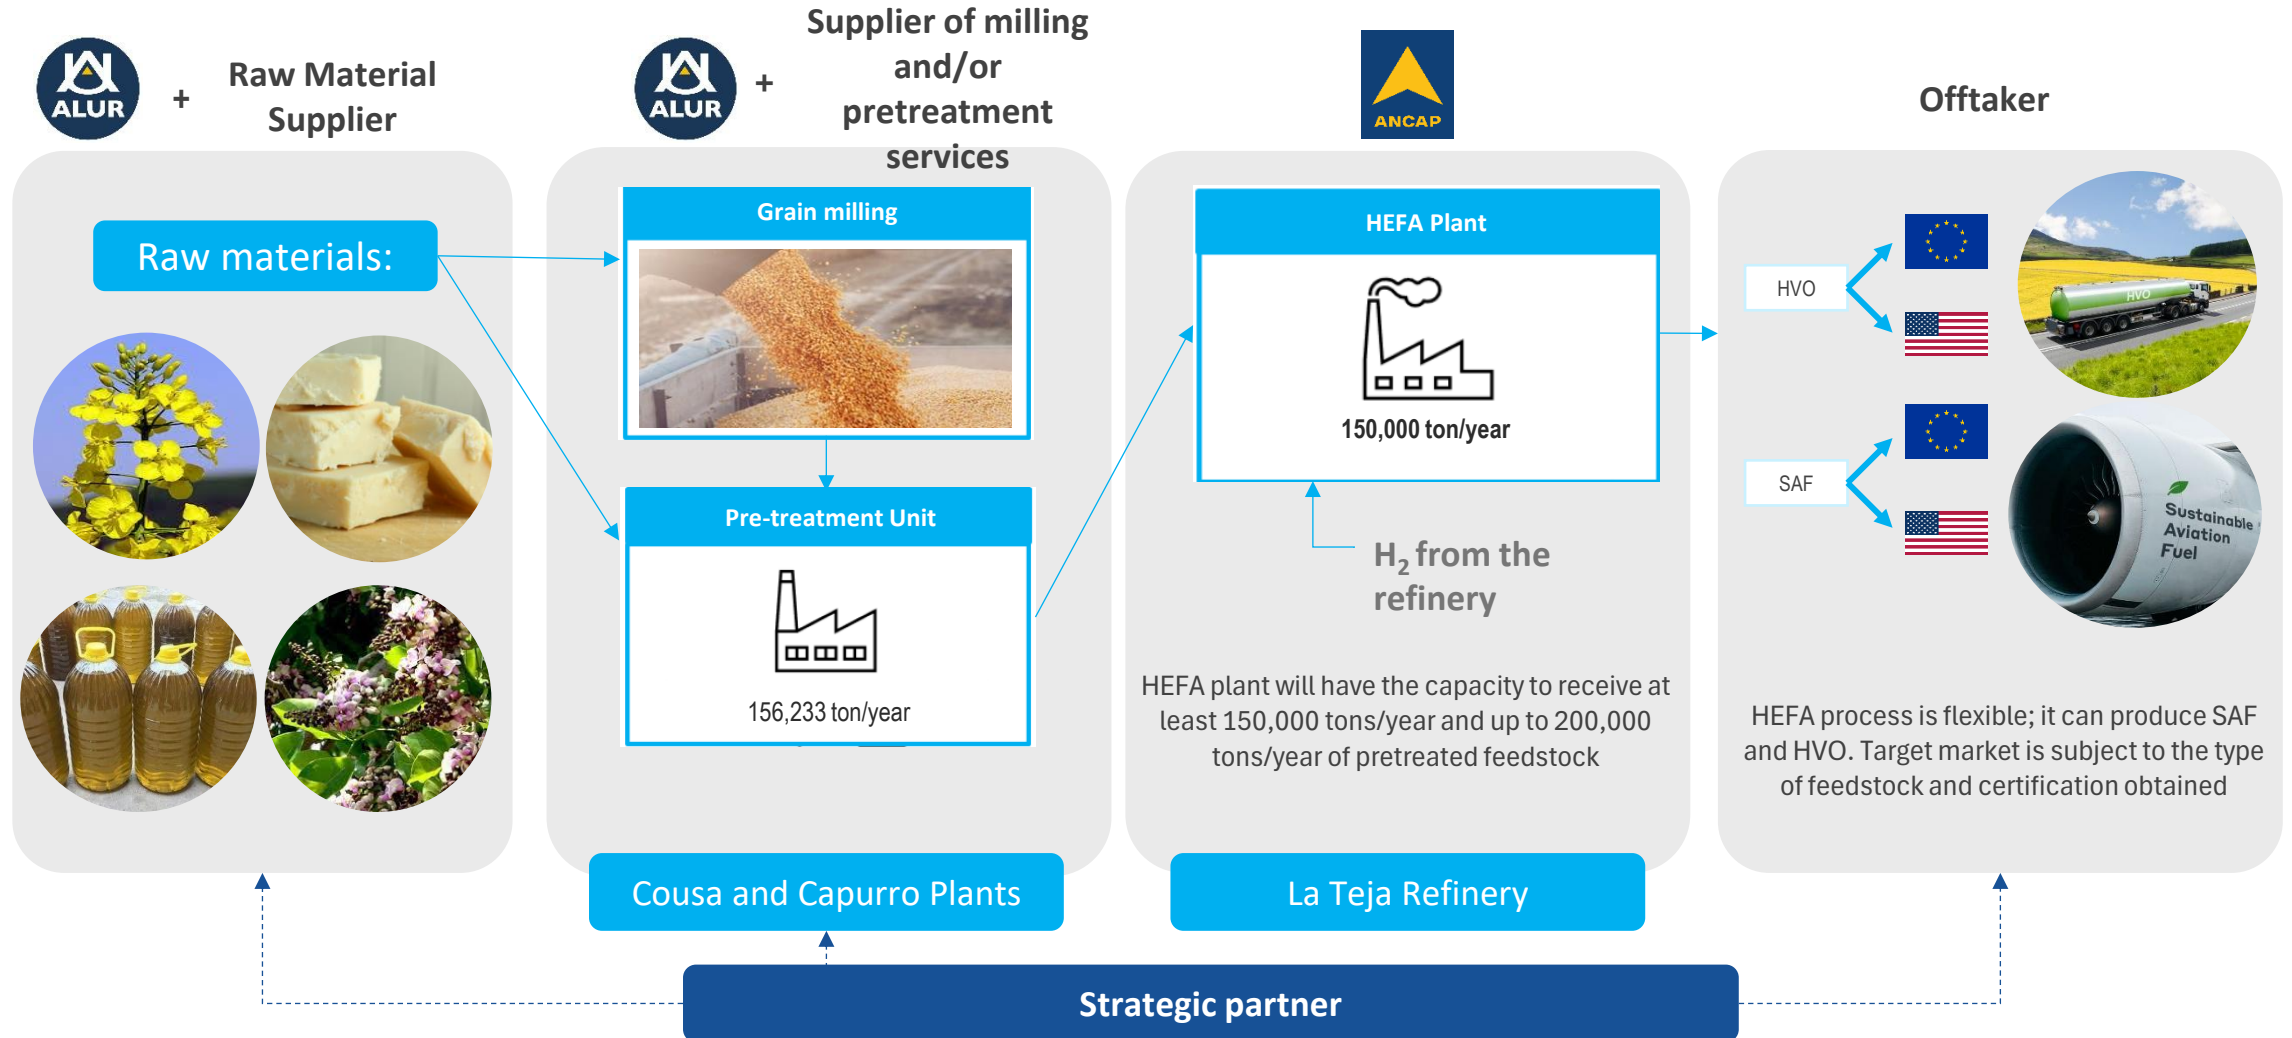 ALUR
+
Raw Material
Supplier
ALUR
+
Supplier of milling
and/or
pretreatment
services
ANCAP
Offtaker
Raw materials:
Grain milling
Pre-treatment Unit
156,233 ton/year
Cousa and Capurro Plants
HEFA Plant
150,000 ton/year
H₂ from the
refinery
HEFA plant will have the capacity to receive at
least 150,000 tons/year and up to 200,000
tons/year of pretreated feedstock
La Teja Refinery
HVO
HVO
SAF
Sustainable
Aviation
Fuel
HEFA process is flexible; it can produce SAF
and HVO. Target market is subject to the type
of feedstock and certification obtained
Strategic partner